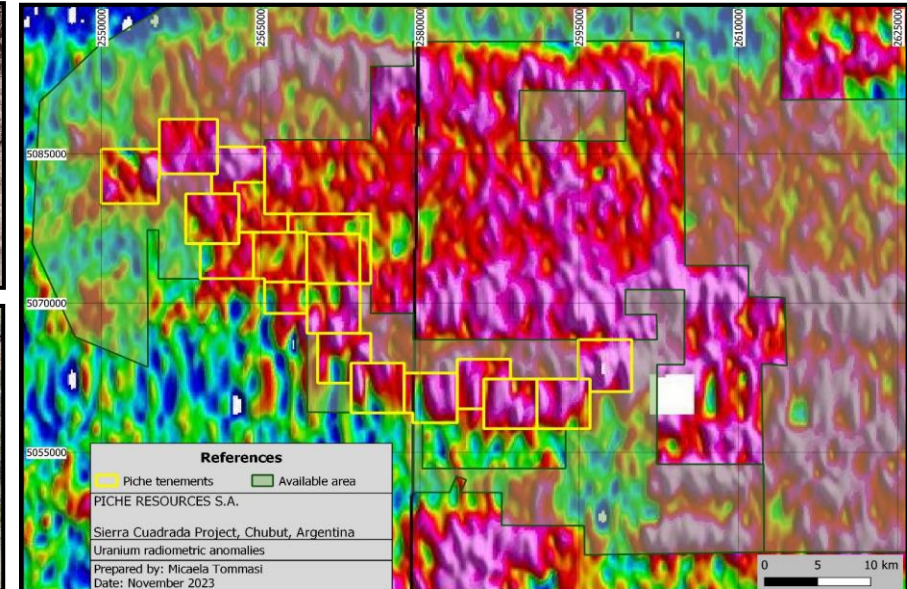 2550000
2565000
2580000
2595000
2610000
2625000
5085000
5070000
5055000
References
Piche tenements
Available area
PICHE RESOURCES S.A.
Sierra Cuadrada Project, Chubut, Argentina
Uranium radiometric anomalies
Prepared by: Micaela Tommasi
Date: November 2023
0 5 10 km